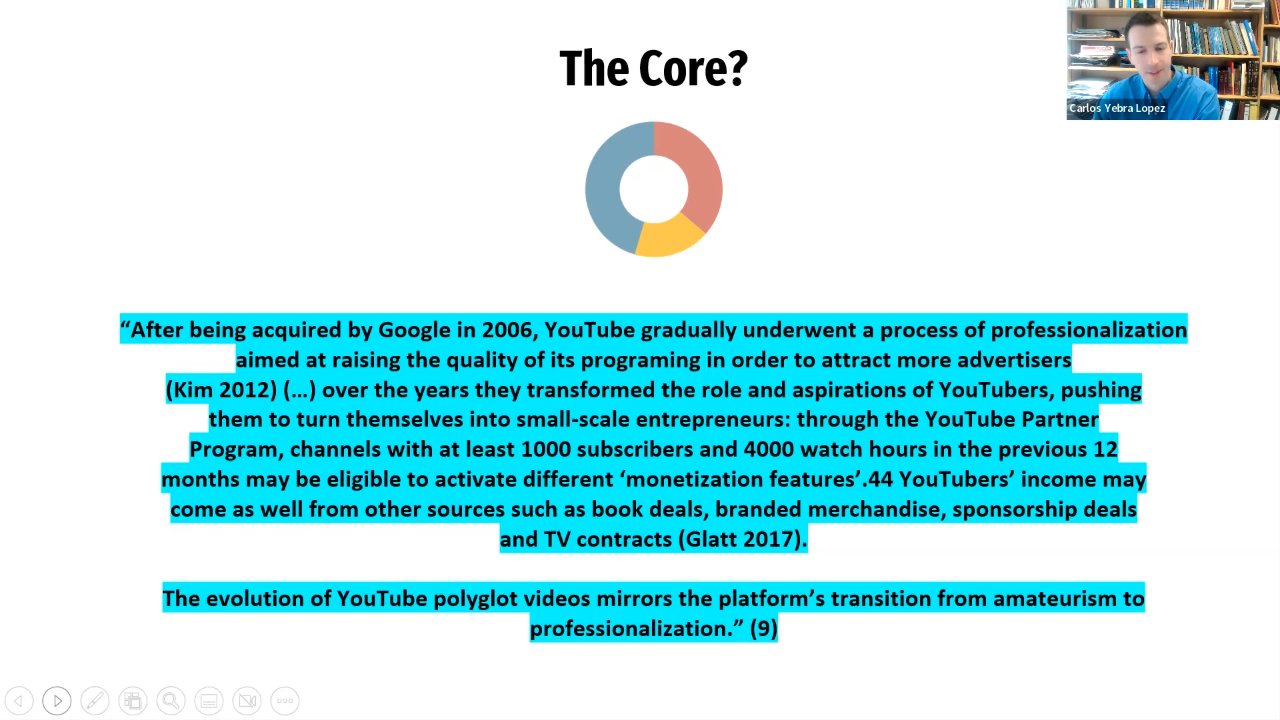 The Core?
Carlos Yebra Lopez
“After being acquired by Google in 2006, YouTube gradually underwent a process of professionalization
aimed at raising the quality of its programing in order to attract more advertisers
(Kim 2012) (…) over the years they transformed the role and aspirations of YouTubers, pushing
them to turn themselves into small-scale entrepreneurs: through the YouTube Partner
Program, channels with at least 1000 subscribers and 4000 watch hours in the previous 12
months may be eligible to activate different ‘monetization features’.44 YouTubers’ income may
come as well from other sources such as book deals, branded merchandise, sponsorship deals
and TV contracts (Glatt 2017).
The evolution of YouTube polyglot videos mirrors the platform’s transition from amateurism to
professionalization.” (9)